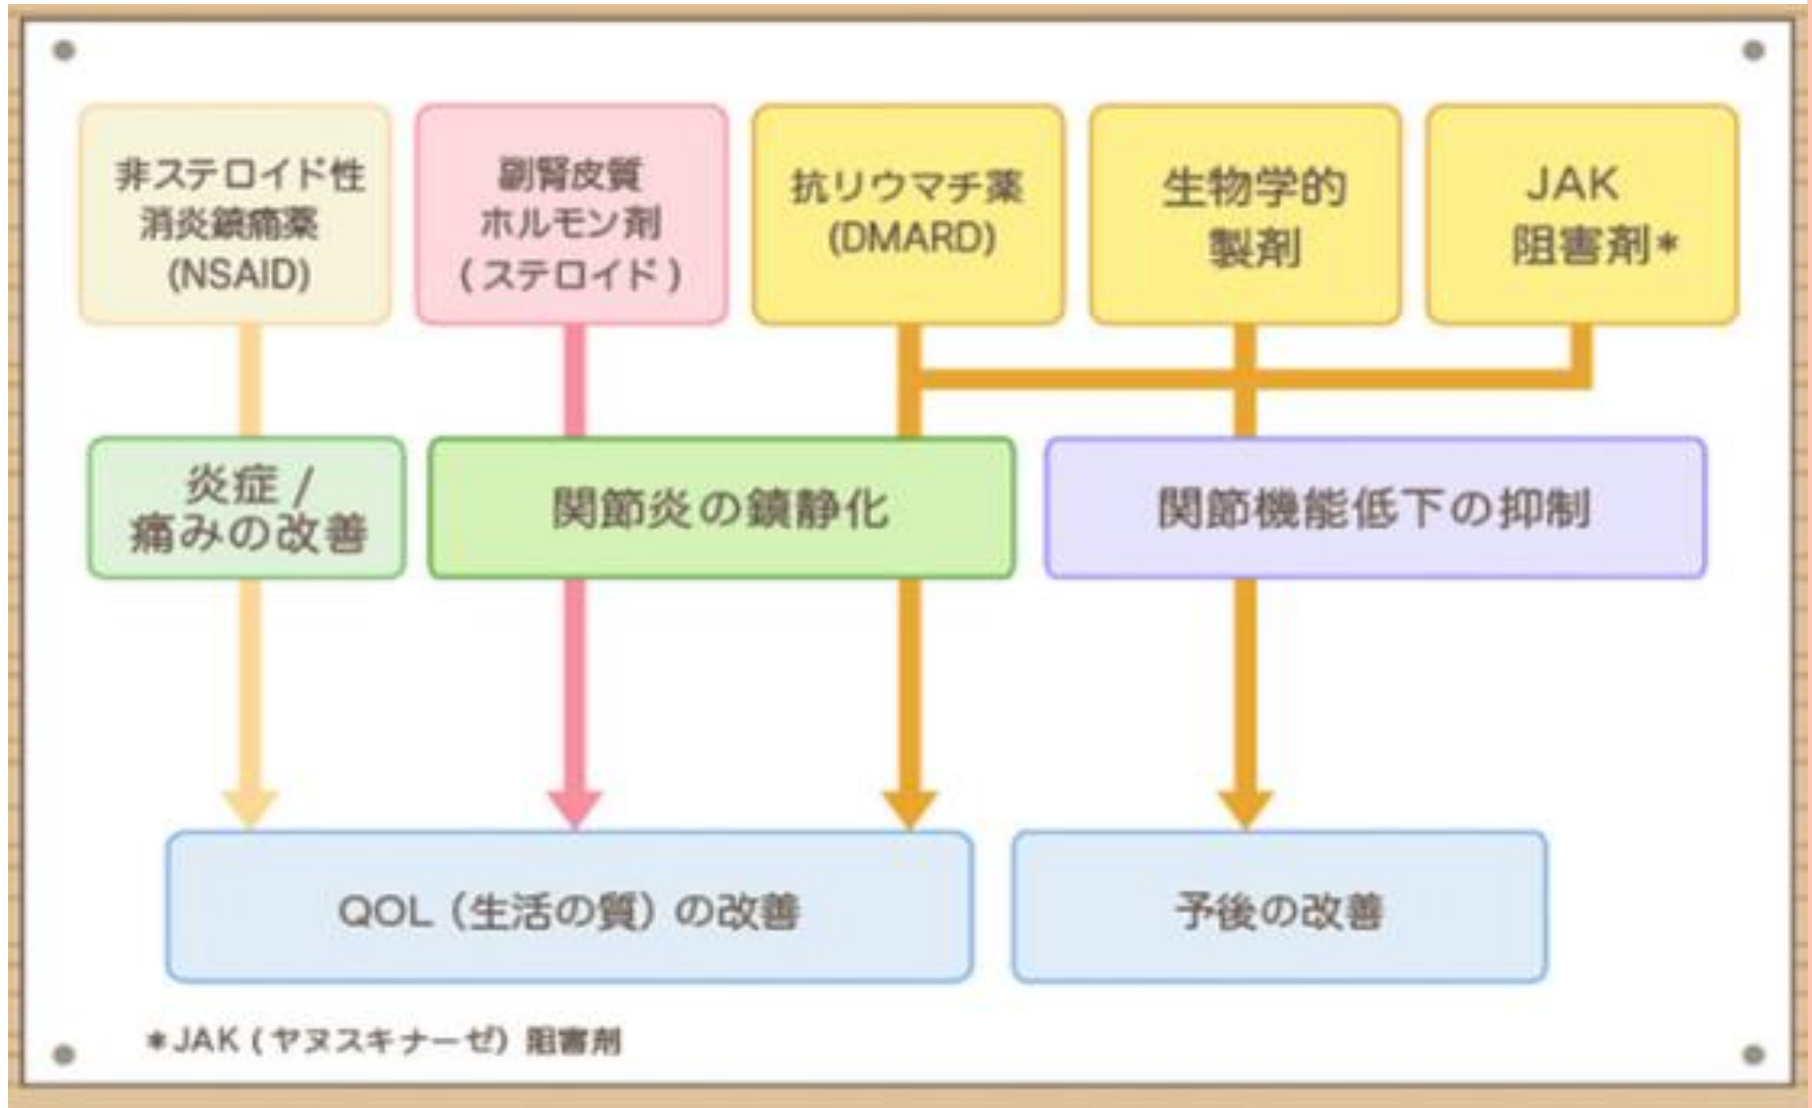 非ステロイド性
消炎鎮痛薬
(NSAID)
副腎皮質
ホルモン剤
(ステロイド)
抗リウマチ薬
(DMARD)
生物学的
製剤
JAK
阻害剤*
炎症 /
痛みの改善
関節炎の鎮静化
関節機能低下の抑制
QOL(生活の質)の改善
予後の改善
*JAK(ヤヌスキナーゼ)阻害剤